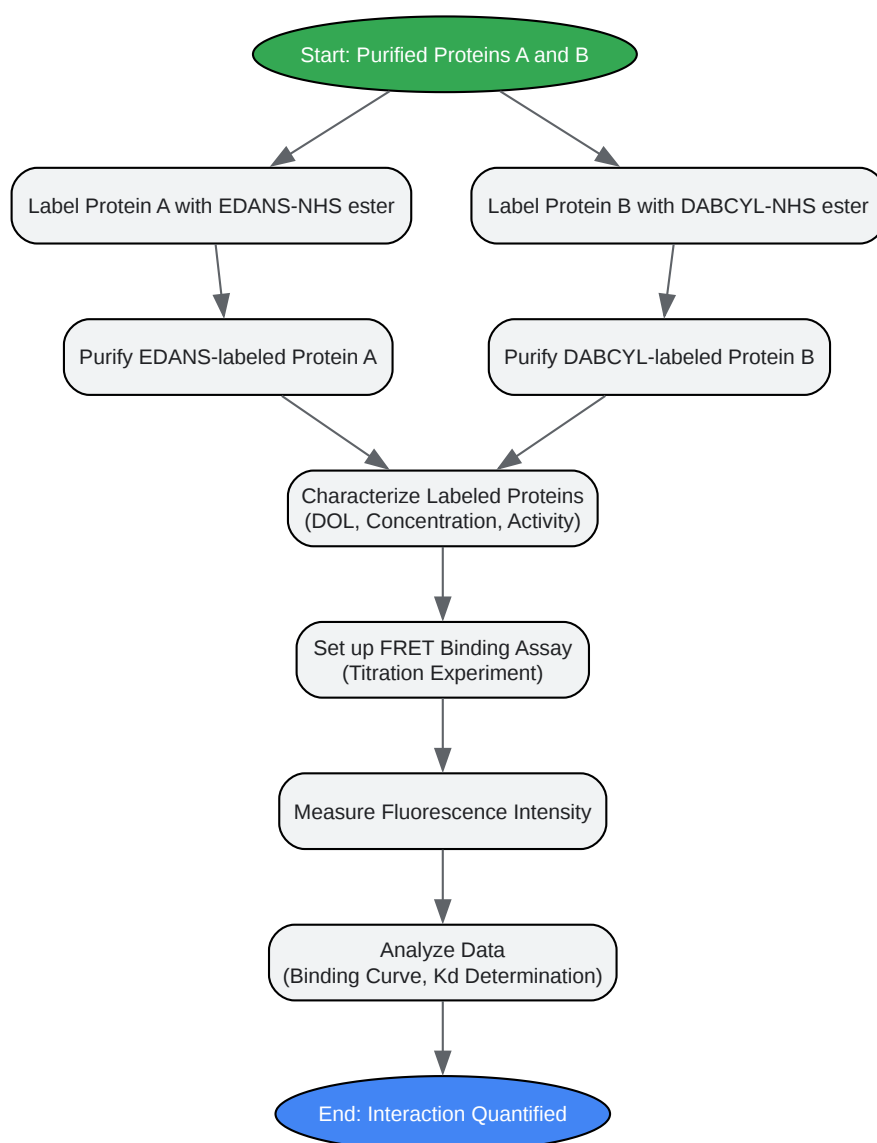 Start: Purified Proteins A and B
Label Protein A with EDANS-NHS ester
Label Protein B with DABCYL-NHS ester
Purify EDANS-labeled Protein A
Purify DABCYL-labeled Protein B
Characterize Labeled Proteins
(DOL, Concentration, Activity)
Set up FRET Binding Assay
(Titration Experiment)
Measure Fluorescence Intensity
Analyze Data
(Binding Curve, Kd Determination)
End: Interaction Quantified